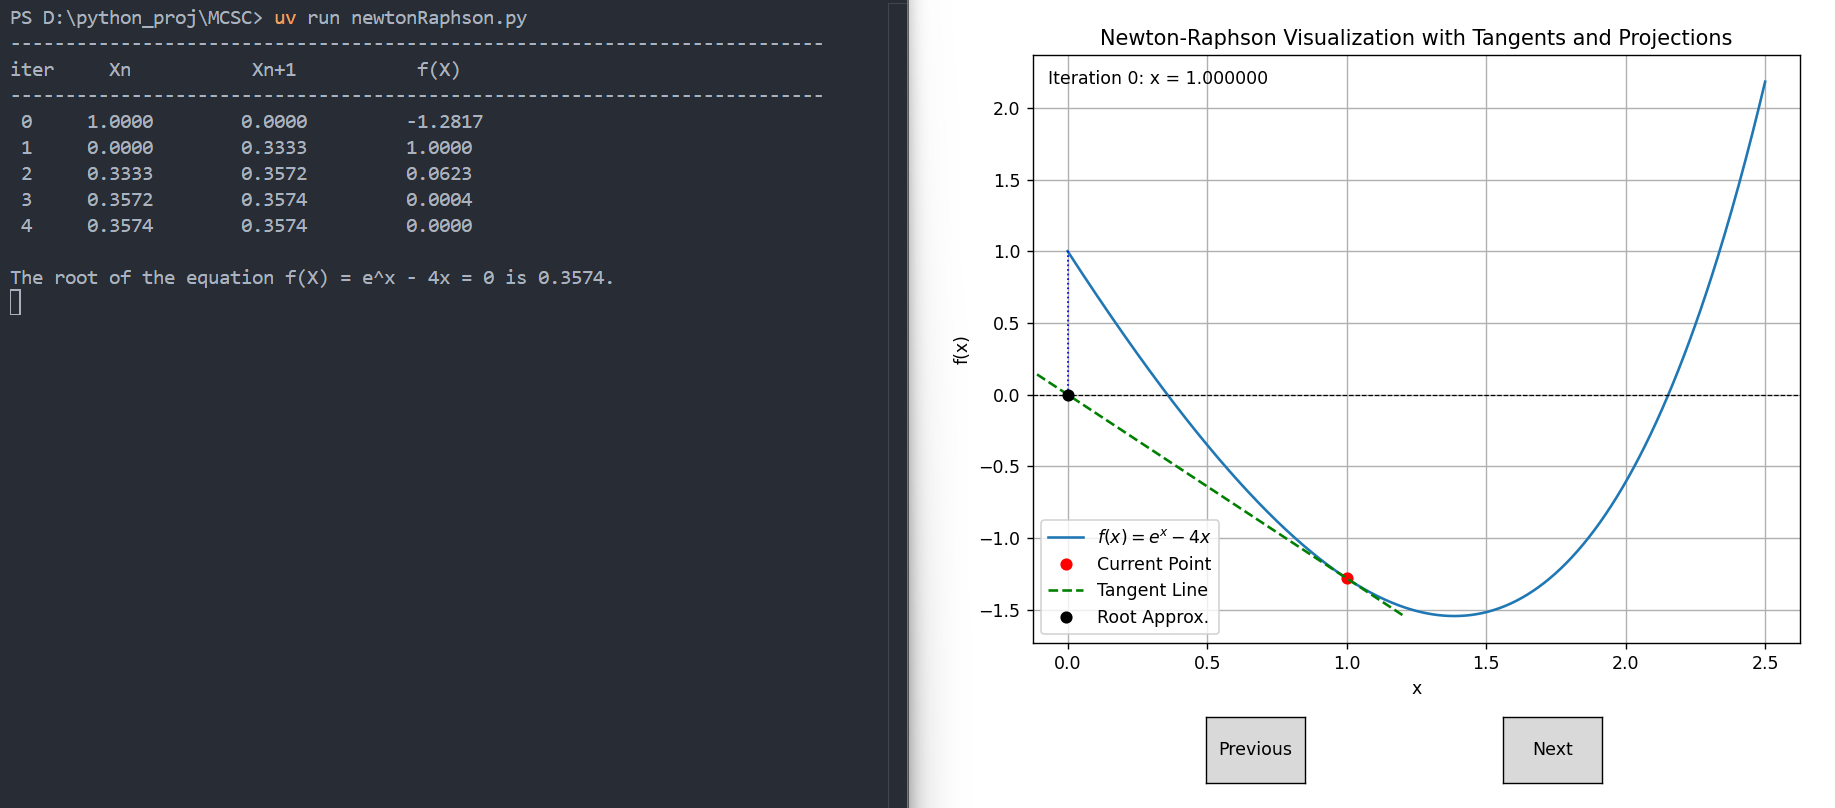 PS D:\python_proj\MCSC> uv run newtonRaphson.py
--------------------------------------------------------------------------
iter     Xn           Xn+1           f(X)
--------------------------------------------------------------------------
0     1.0000        0.0000         -1.2817
1     0.0000        0.3333         1.0000
2     0.3333        0.3572         0.0623
3     0.3572        0.3574         0.0004
4     0.3574        0.3574         0.0000
The root of the equation f(X) = e^x - 4x = 0 is 0.3574.
Newton-Raphson Visualization with Tangents and Projections
Iteration 0: x = 1.000000
2.0
1.5
1.0
0.5
0.0
−0.5
−1.0
−1.5
f(x)
f(x) = e^x − 4x
Current Point
Tangent Line
Root Approx.
0.0 0.5 1.0 1.5 2.0 2.5
x
Previous
Next